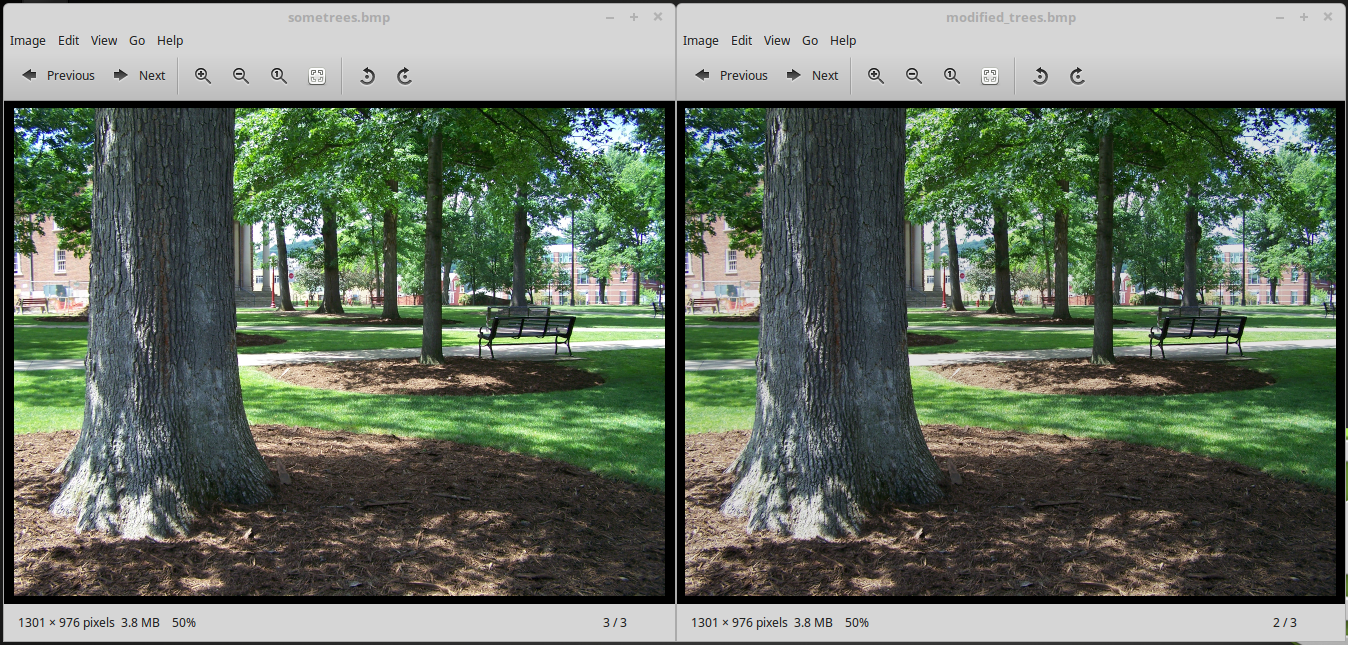 sometrees.bmp
Image Edit View Go Help
Previous Next
1301 × 976 pixels 3.8 MB 50% 3 / 3
modified_trees.bmp
Image Edit View Go Help
Previous Next
1301 × 976 pixels 3.8 MB 50% 2 / 3